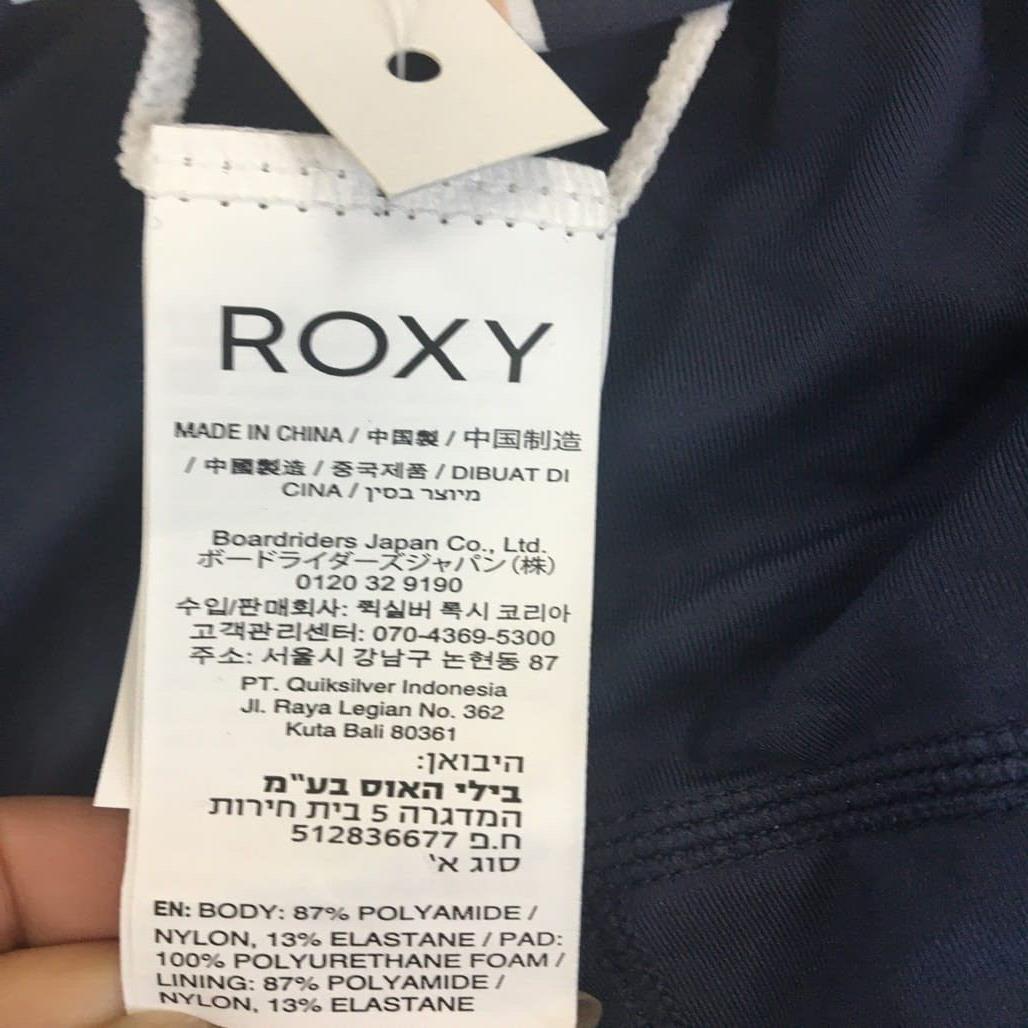 ROXY
MADE IN CHINA / 中国製 / 中国制造
/ 中國製造 / 중국제품 / DIBUAT DI
CINA / מיוצר בסין
Boardriders Japan Co., Ltd.
ボードライダーズジャパン(株)
0120 32 9190
수입/판매회사: 퀵실버 록시 코리아
고객관리센터: 070-4369-5300
주소: 서울시 강남구 논현동 87
PT. Quiksilver Indonesia
Jl. Raya Legian No. 362
Kuta Bali 80361
היבואן:
בילי האוס בע"מ
המדגרה 5 בית חירות
ח.פ 512836677
סוג א'
EN: BODY: 87% POLYAMIDE /
NYLON, 13% ELASTANE / PAD:
100% POLYURETHANE FOAM /
LINING: 87% POLYAMIDE /
NYLON, 13% ELASTANE